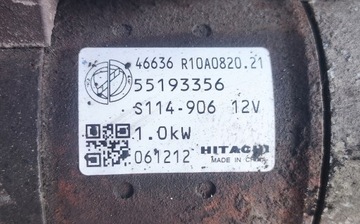 46636 R10A0820.21
55193356
S114-906 12V
1.0kW
061212 HITACHI
MADE IN CHINA